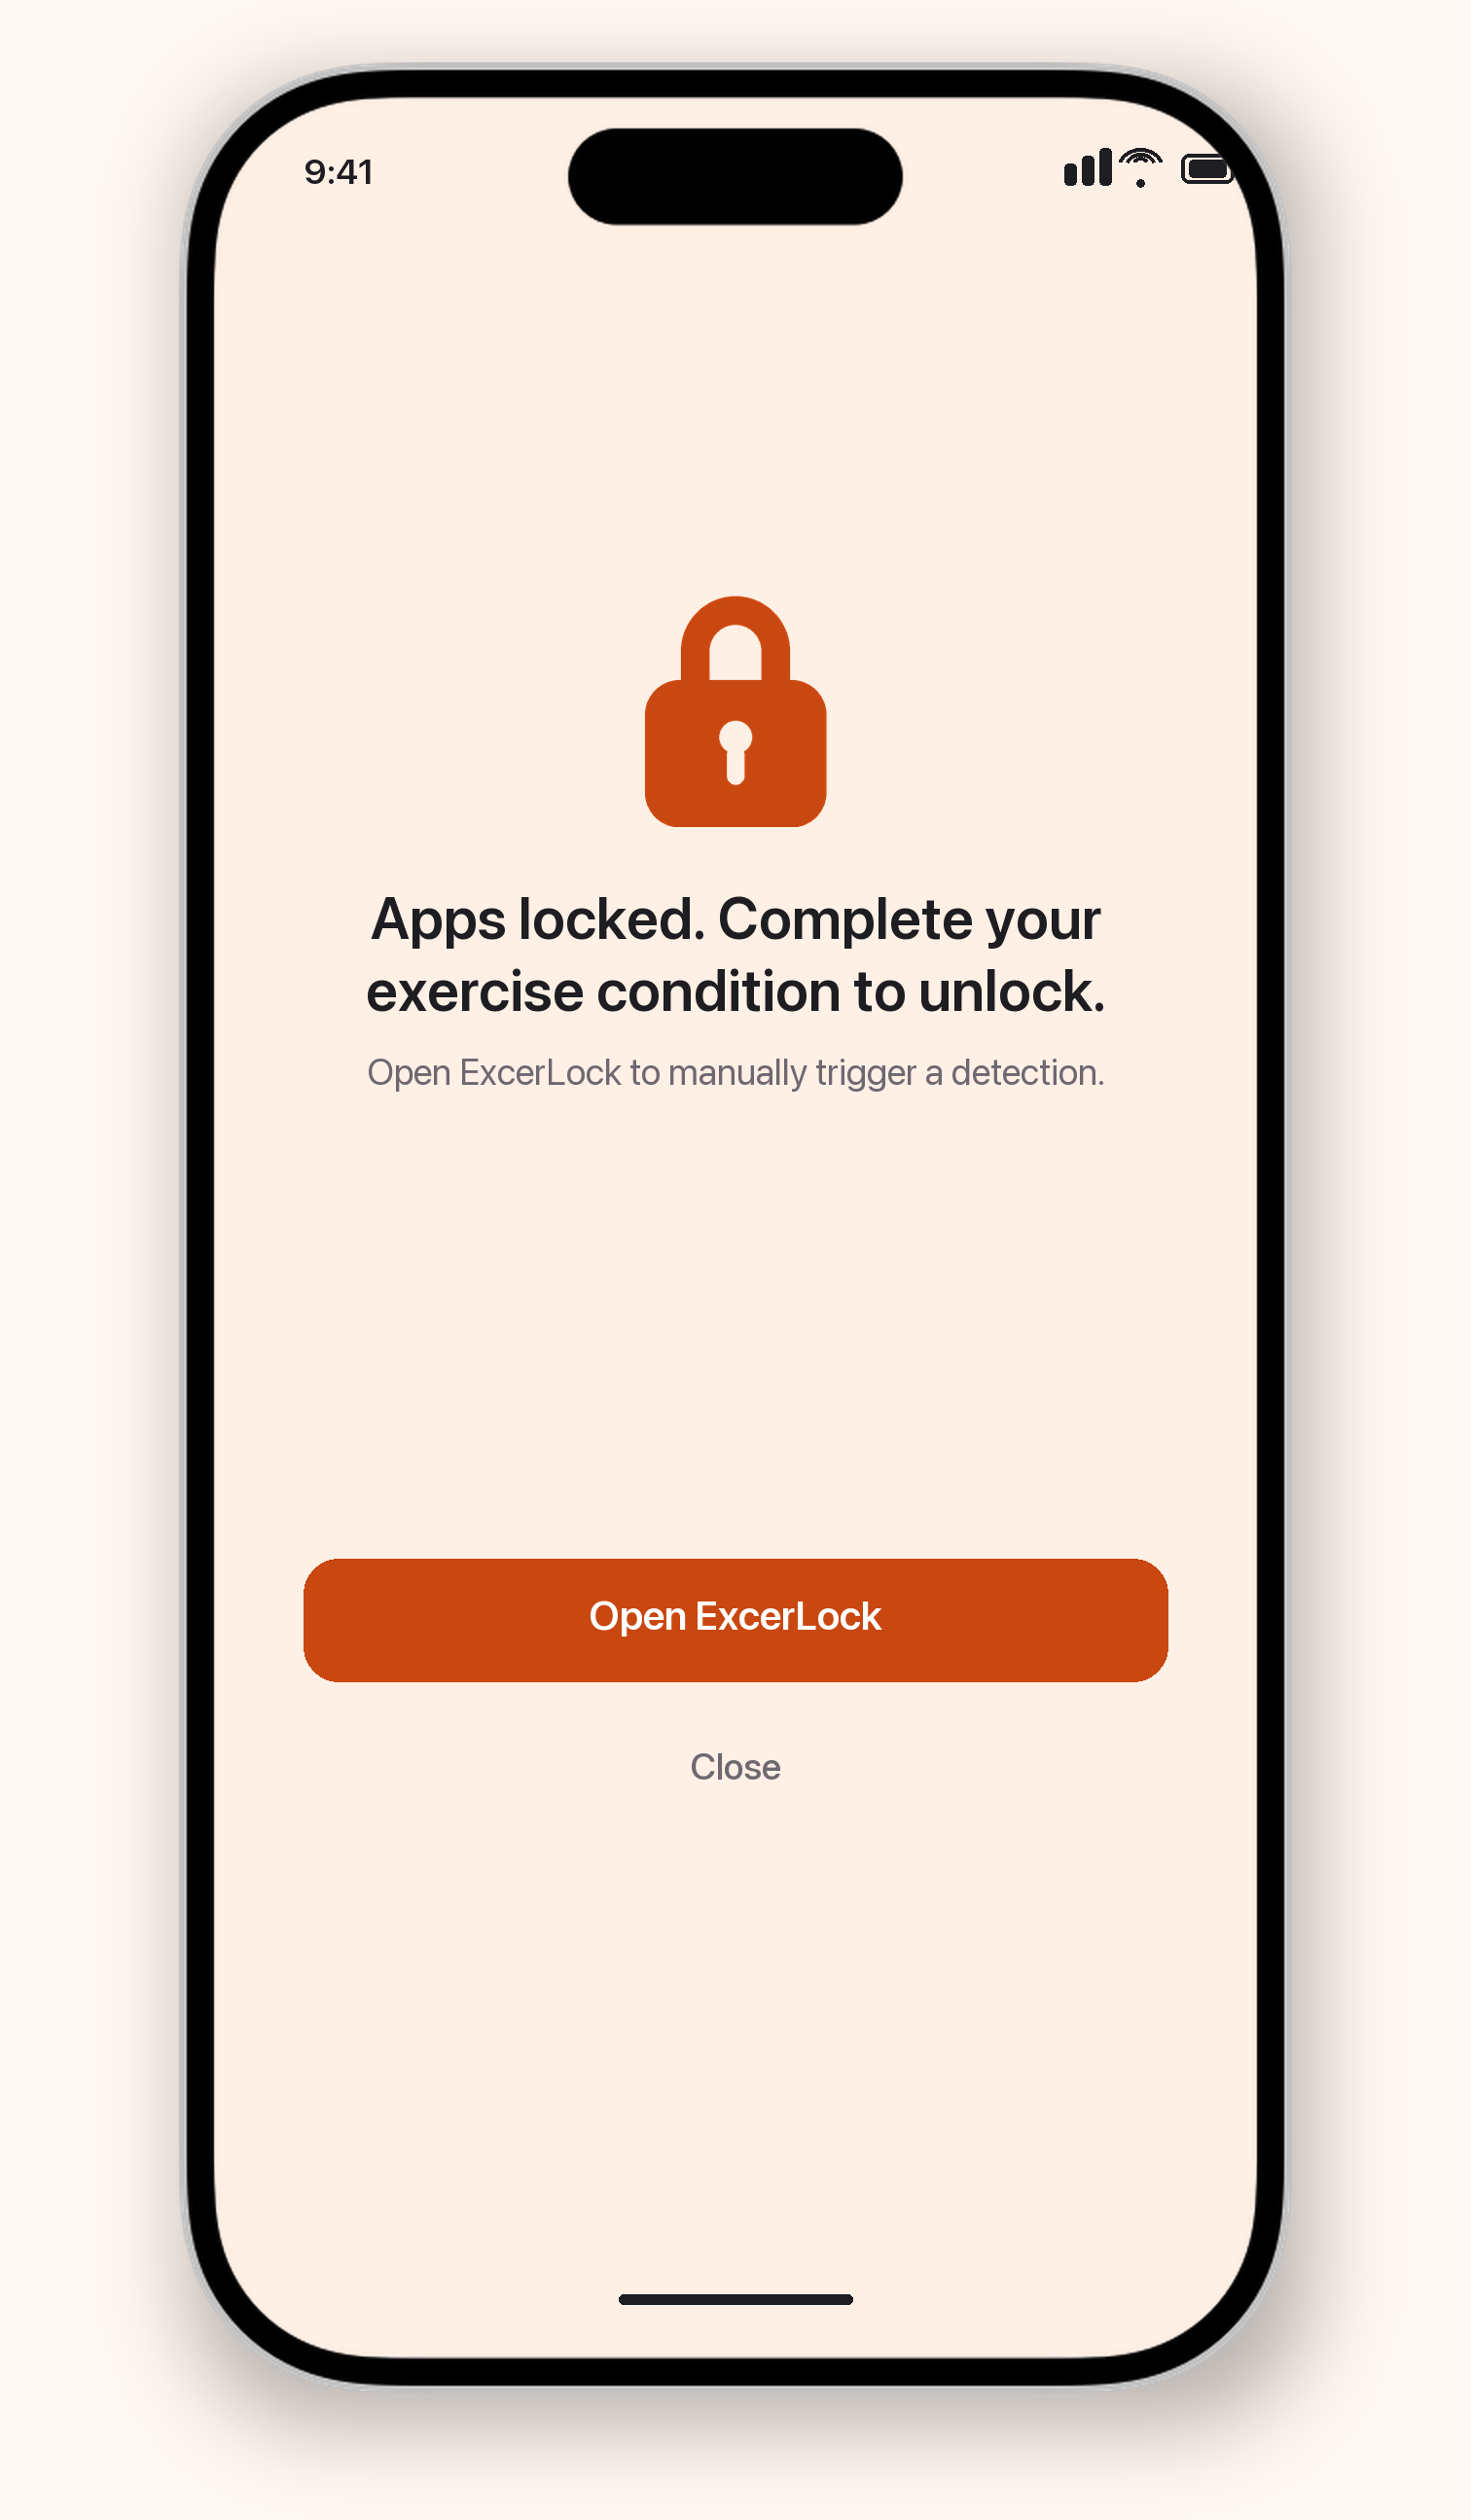 9:41
Apps locked. Complete your
exercise condition to unlock.
Open ExcerLock to manually trigger a detection.
Open ExcerLock
Close